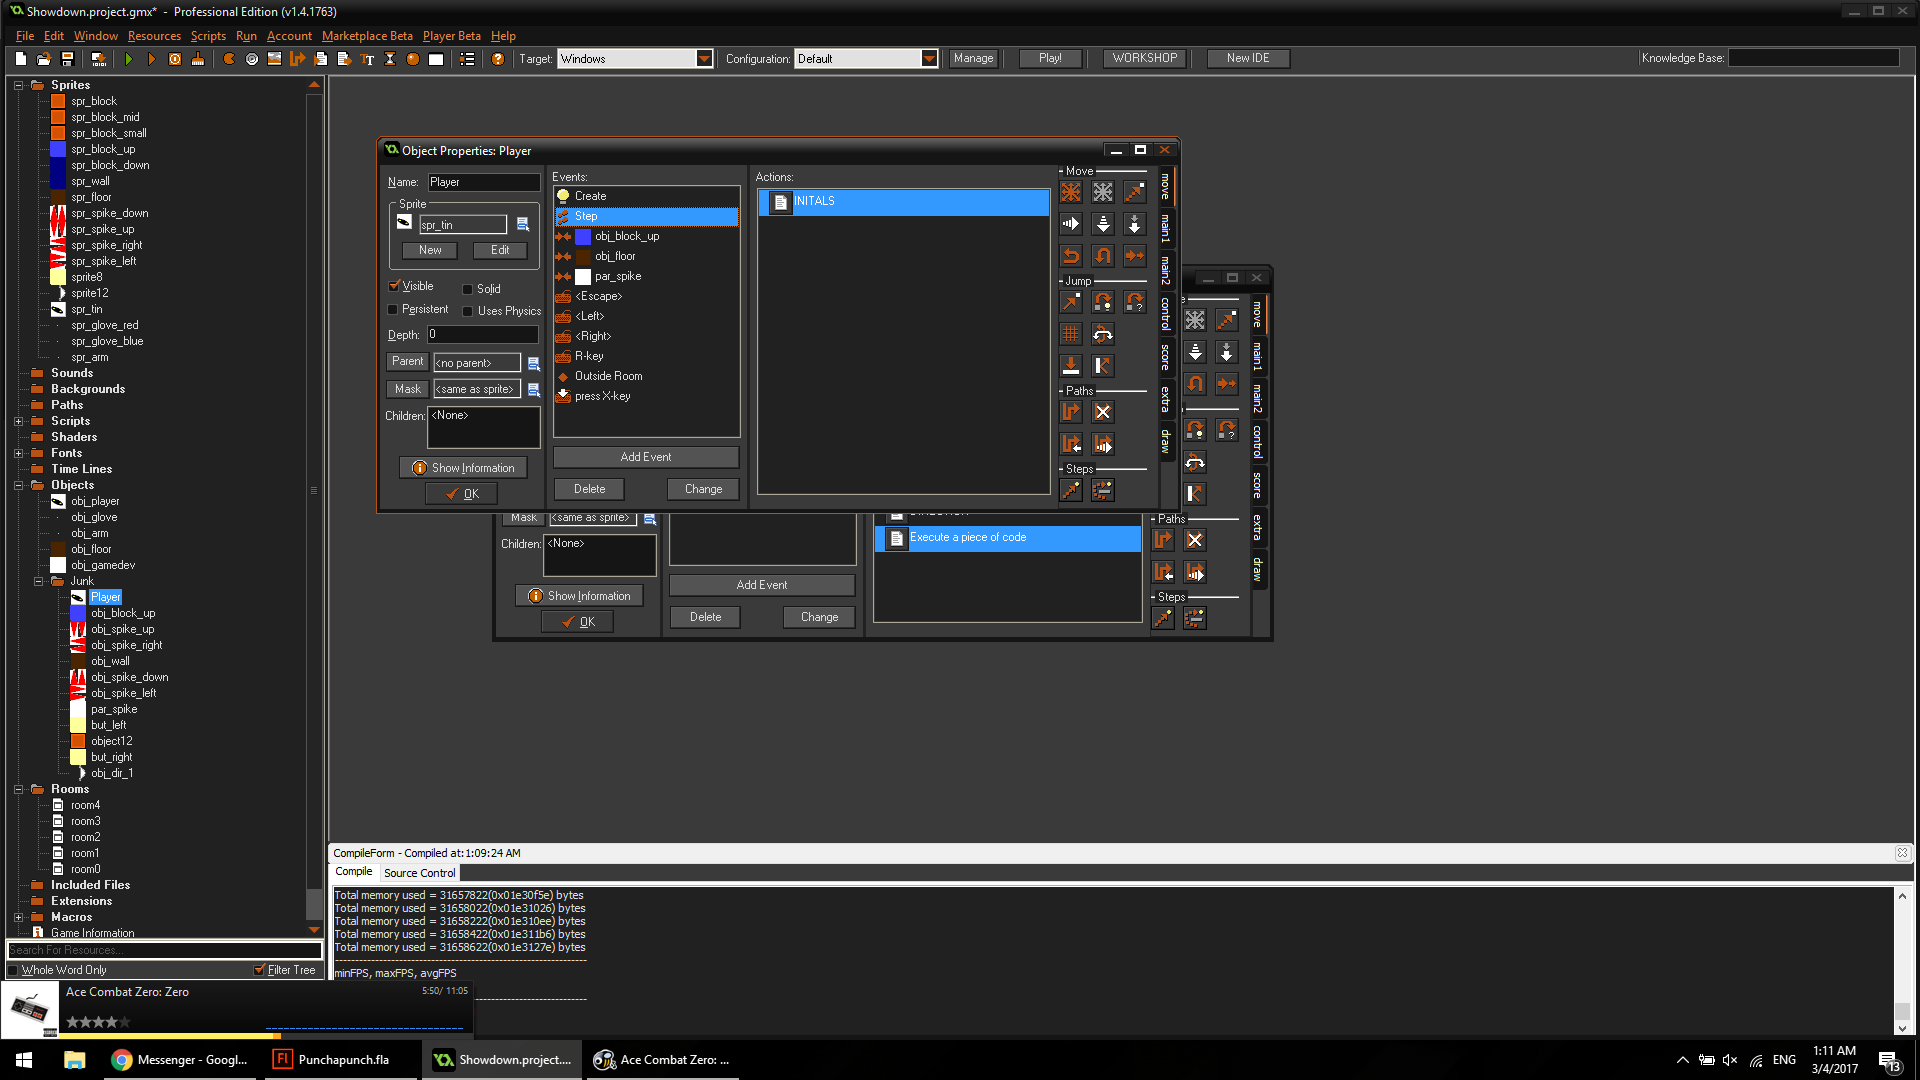 Showdown.project.gmx* - Professional Edition (v1.4.1763)
File Edit Window Resources Scripts Run Account Marketplace Beta Player Beta Help
Target: Windows Configuration: Default Manage Play! WORKSHOP New IDE Knowledge Base:
Sprites
spr_block
spr_block_mid
spr_block_small
spr_block_up
spr_block_down
spr_wall
spr_floor
spr_spike_down
spr_spike_up
spr_spike_right
spr_spike_left
sprite8
sprite12
spr_tin
spr_glove_red
spr_glove_blue
spr_arm
Sounds
Backgrounds
Paths
Scripts
Shaders
Fonts
Time Lines
Objects
obj_player
obj_glove
obj_arm
obj_floor
obj_gamedev
Junk
Player
obj_block_up
obj_spike_up
obj_spike_right
obj_wall
obj_spike_down
obj_spike_left
par_spike
but_left
object12
but_right
obj_dir_1
Rooms
room4
room3
room2
room1
room0
Included Files
Extensions
Macros
Game Information
Search For Resources...
Whole Word Only Filter Tree
Object Properties: Player
Name: Player
Sprite
spr_tin
New Edit
Visible Solid
Persistent Uses Physics
Depth: 0
Parent <no parent>
Mask <same as sprite>
Children: <None>
Show Information
OK
Events:
Create
Step
obj_block_up
obj_floor
par_spike
<Escape>
<Left>
<Right>
R-key
Outside Room
press X-key
Add Event
Delete Change
Actions:
INITALS
Move
Jump
Paths
Steps
move
main1
main2
control
score
extra
draw
Mask <same as sprite>
Children: <None>
Show Information
OK
Add Event
Delete Change
Execute a piece of code
Paths
Steps
move
main1
main2
control
score
extra
draw
CompileForm - Compiled at:1:09:24 AM
Compile Source Control
Total memory used = 31657822(0x01e30f5e) bytes
Total memory used = 31658022(0x01e31026) bytes
Total memory used = 31658222(0x01e310ee) bytes
Total memory used = 31658422(0x01e311b6) bytes
Total memory used = 31658622(0x01e3127e) bytes
minFPS, maxFPS, avgFPS
Ace Combat Zero: Zero 5:50/ 11:05
Messenger - Googl... Punchapunch.fla Showdown.project.... Ace Combat Zero: ...
ENG
1:11 AM
3/4/2017
13